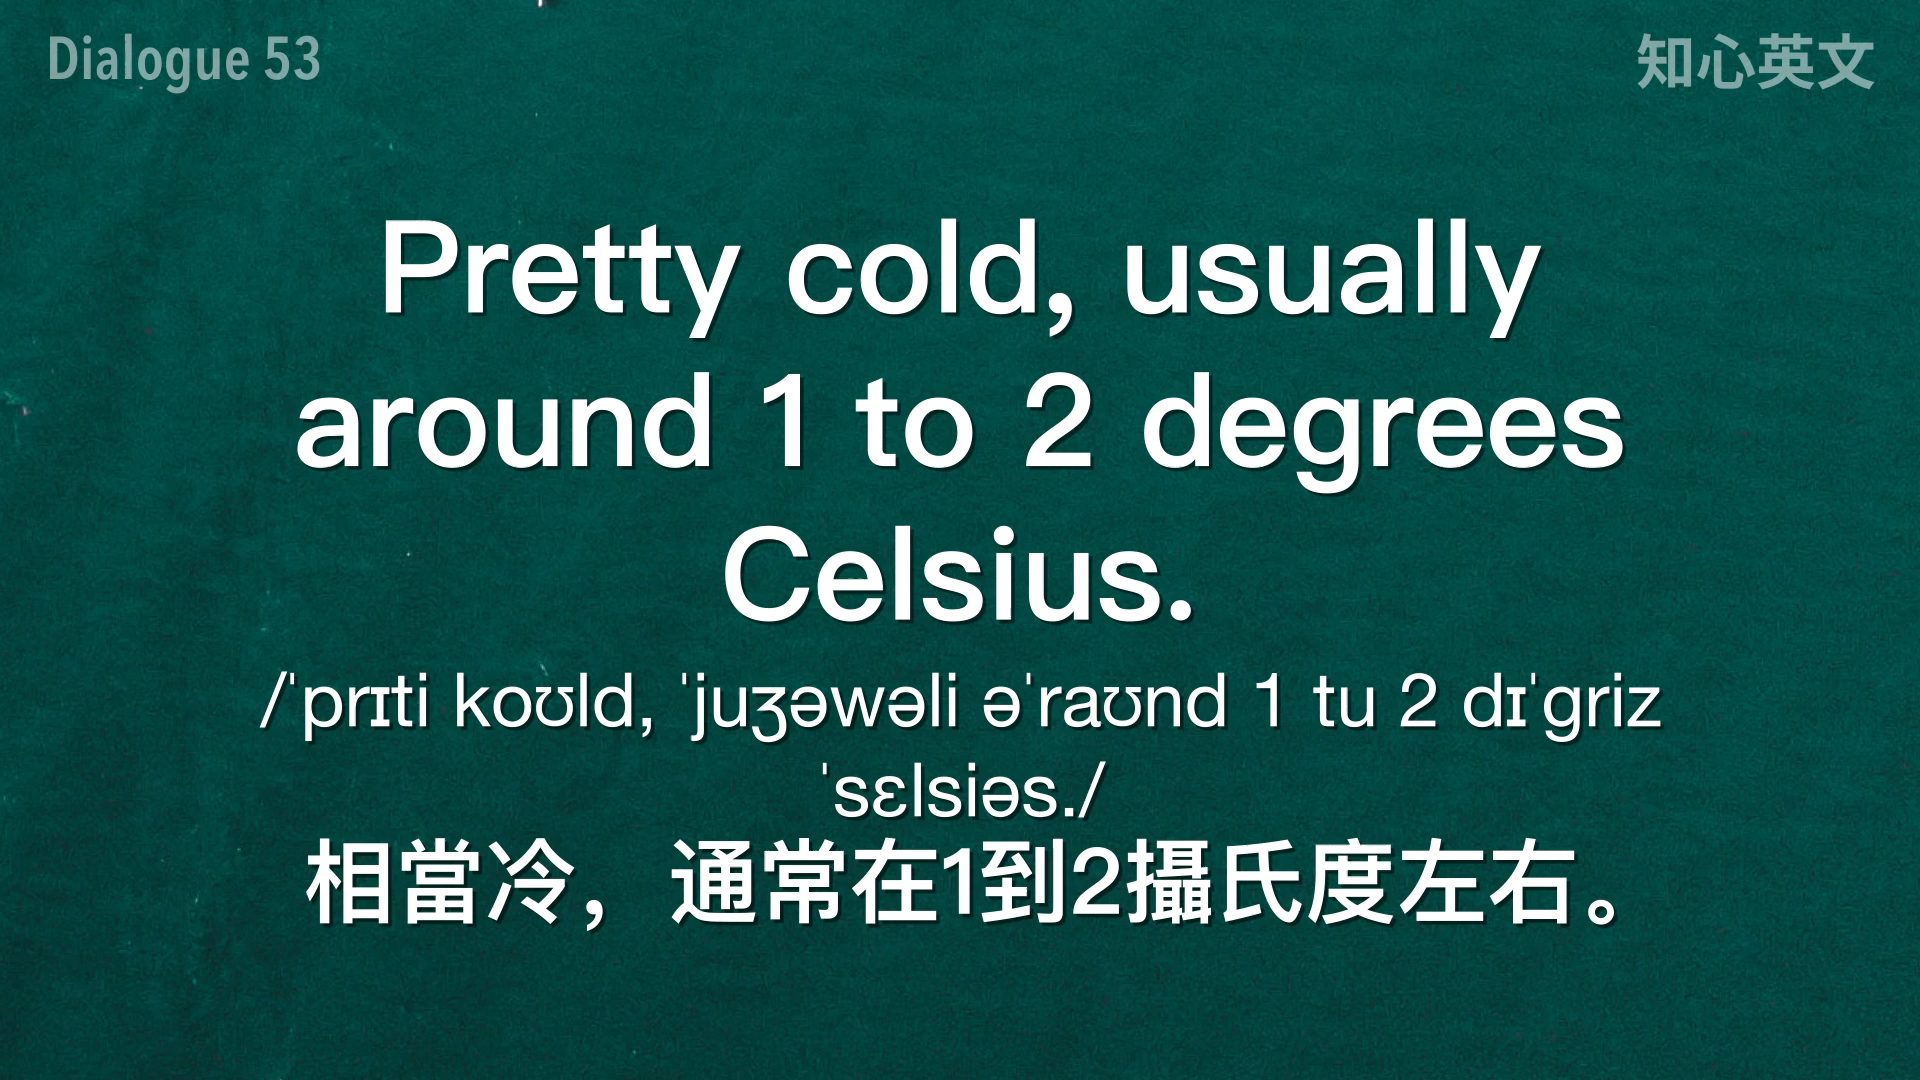 Dialogue 53
知心英文
Pretty cold, usually
around 1 to 2 degrees
Celsius.
/ˈprɪti koʊld, ˈjuʒəwəli əˈraʊnd 1 tu 2 dɪˈɡriz
ˈsɛlsiəs./
相當冷，通常在1到2攝氏度左右。